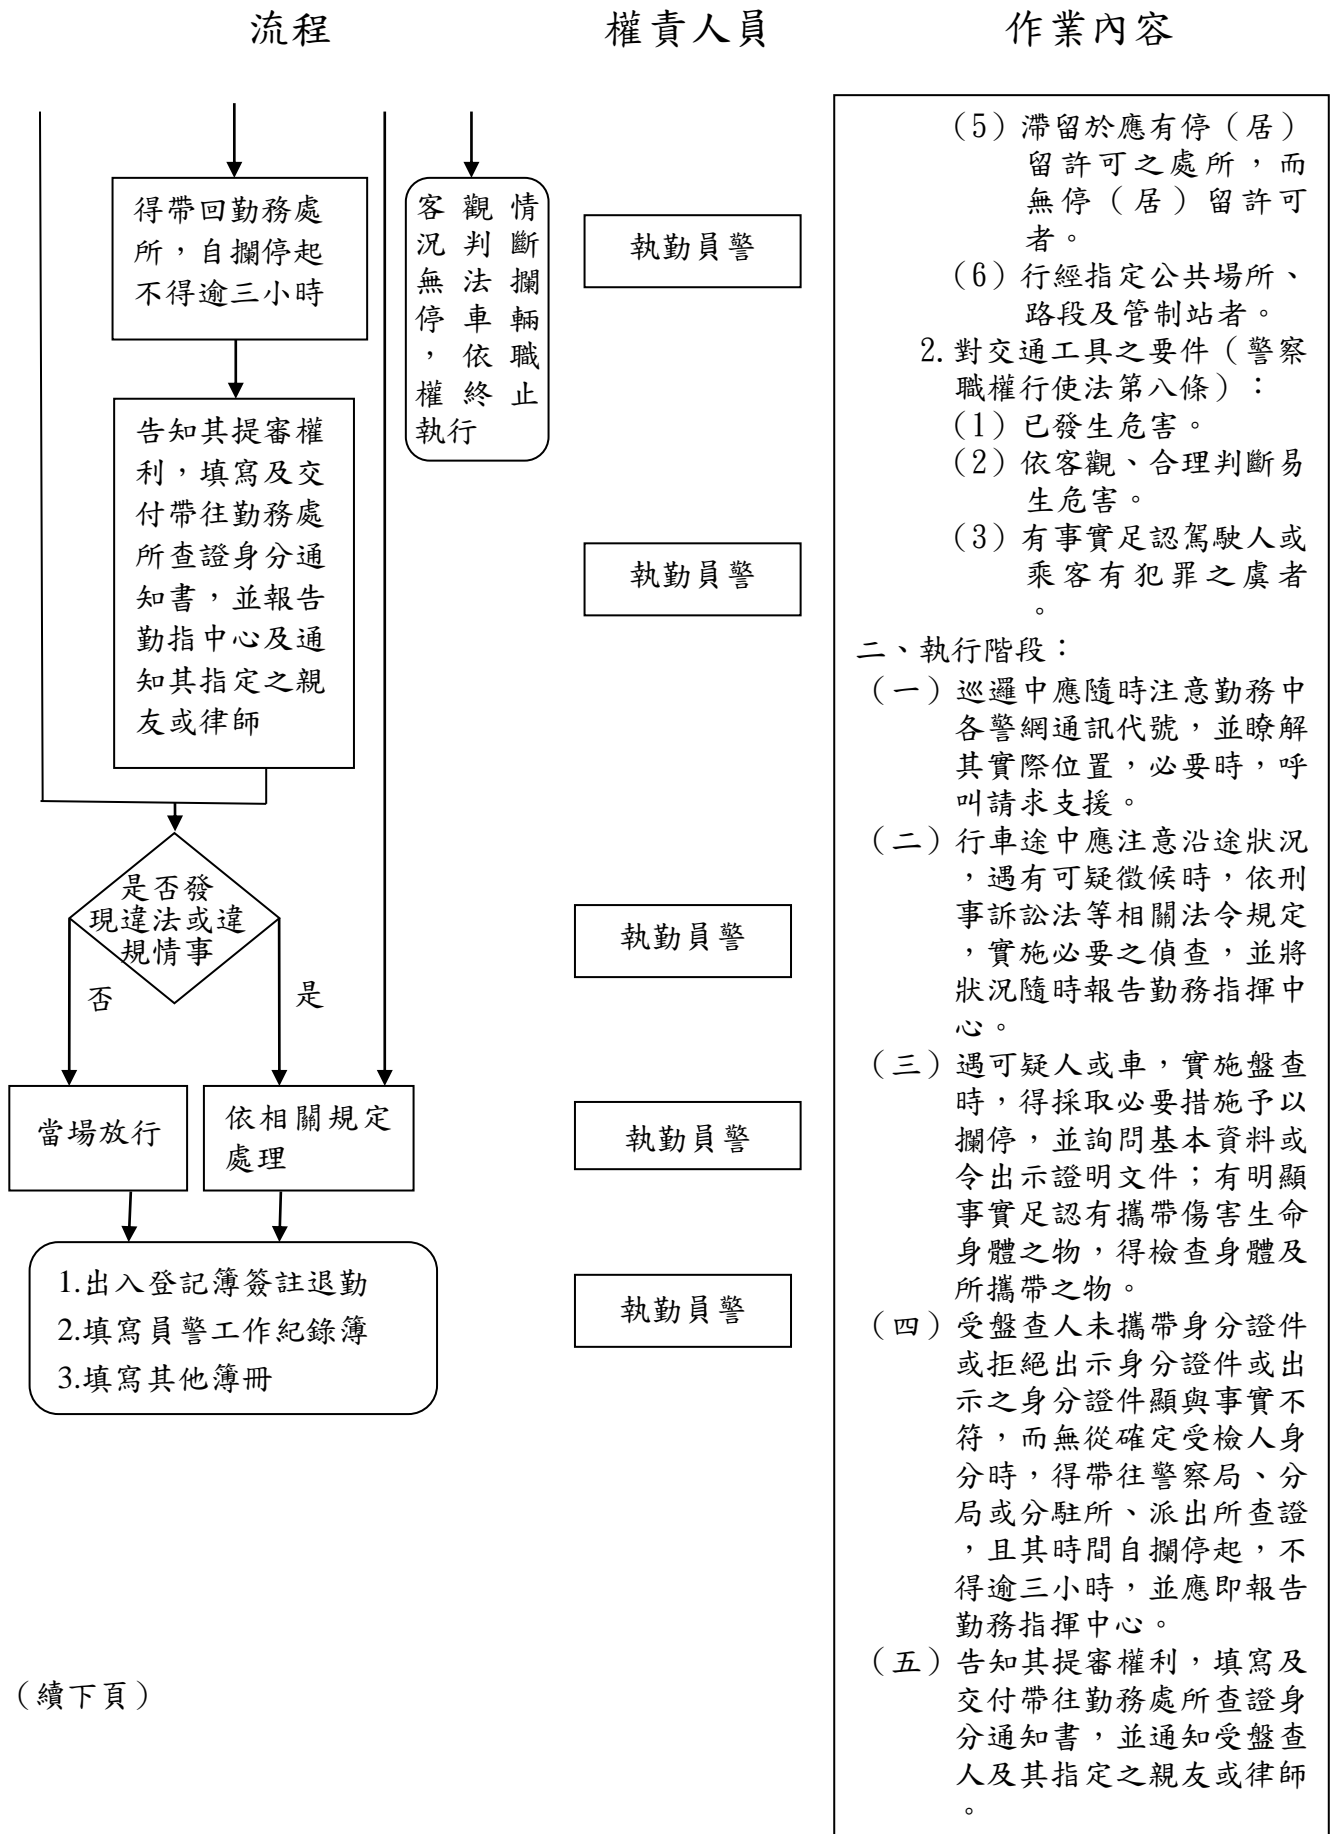 流程
權責人員
作業內容
得帶回勤務處
所，自攔停起
不得逾三小時
告知其提審權
利，填寫及交
付帶往勤務處
所查證身分通
知書，並報告
勤指中心及通
知其指定之親
友或律師
是否發
現違法或違
規情事
否
是
當場放行
依相關規定
處理
1.出入登記簿簽註退勤
2.填寫員警工作紀錄簿
3.填寫其他簿冊
（續下頁）
客觀情
況判斷
無法攔
停車輛
，依職
權終止
執行
執勤員警
執勤員警
執勤員警
執勤員警
執勤員警
（5）滯留於應有停（居）
留許可之處所，而
無停（居）留許可
者。
（6）行經指定公共場所、
路段及管制站者。
2.對交通工具之要件（警察
職權行使法第八條）：
（1）已發生危害。
（2）依客觀、合理判斷易
生危害。
（3）有事實足認駕駛人或
乘客有犯罪之虞者
。
二、執行階段：
（一）巡邏中應隨時注意勤務中
各警網通訊代號，並瞭解
其實際位置，必要時，呼
叫請求支援。
（二）行車途中應注意沿途狀況
，遇有可疑徵候時，依刑
事訴訟法等相關法令規定
，實施必要之偵查，並將
狀況隨時報告勤務指揮中
心。
（三）遇可疑人或車，實施盤查
時，得採取必要措施予以
攔停，並詢問基本資料或
令出示證明文件；有明顯
事實足認有攜帶傷害生命
身體之物，得檢查身體及
所攜帶之物。
（四）受盤查人未攜帶身分證件
或拒絕出示身分證件或出
示之身分證件顯與事實不
符，而無從確定受檢人身
分時，得帶往警察局、分
局或分駐所、派出所查證
，且其時間自攔停起，不
得逾三小時，並應即報告
勤務指揮中心。
（五）告知其提審權利，填寫及
交付帶往勤務處所查證身
分通知書，並通知受盤查
人及其指定之親友或律師
。